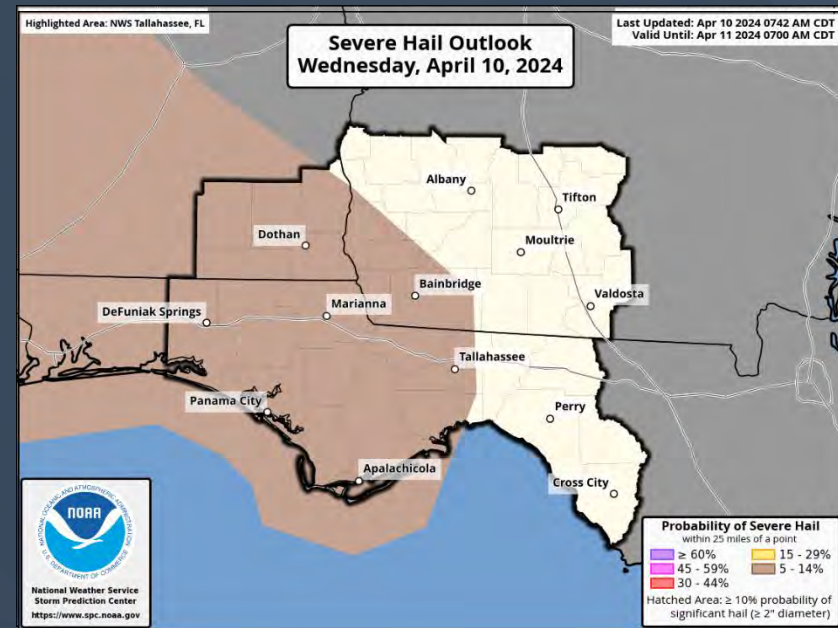 Highlighted Area: NWS Tallahassee, FL
Last Updated: Apr 10 2024 0742 AM CDT
Valid Until: Apr 11 2024 0700 AM CDT
Severe Hail Outlook
Wednesday, April 10, 2024
Albany
Tifton
Dothan
Moultrie
Bainbridge
Valdosta
DeFuniak Springs
Marianna
Tallahassee
Panama City
Perry
Apalachicola
Cross City
NATIONAL OCEANIC AND ATMOSPHERIC ADMINISTRATION
NOAA
U.S. DEPARTMENT OF COMMERCE
National Weather Service
Storm Prediction Center
https://www.spc.noaa.gov
Probability of Severe Hail
within 25 miles of a point
≥ 60%
15 - 29%
45 - 59%
5 - 14%
30 - 44%
Hatched Area: ≥ 10% probability of
significant hail (≥ 2" diameter)